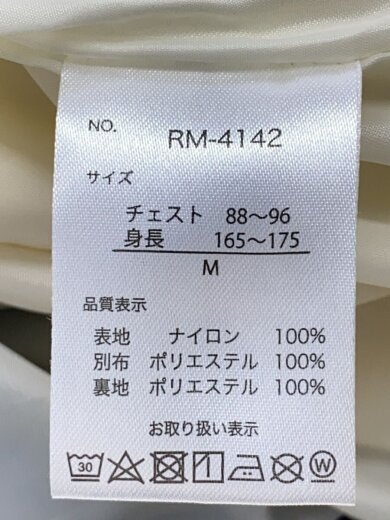 NO. RM-4142
サイズ
チェスト 88～96
身長 165～175
M
品質表示
表地 ナイロン 100%
別布 ポリエステル 100%
裏地 ポリエステル 100%
お取り扱い表示
30 W